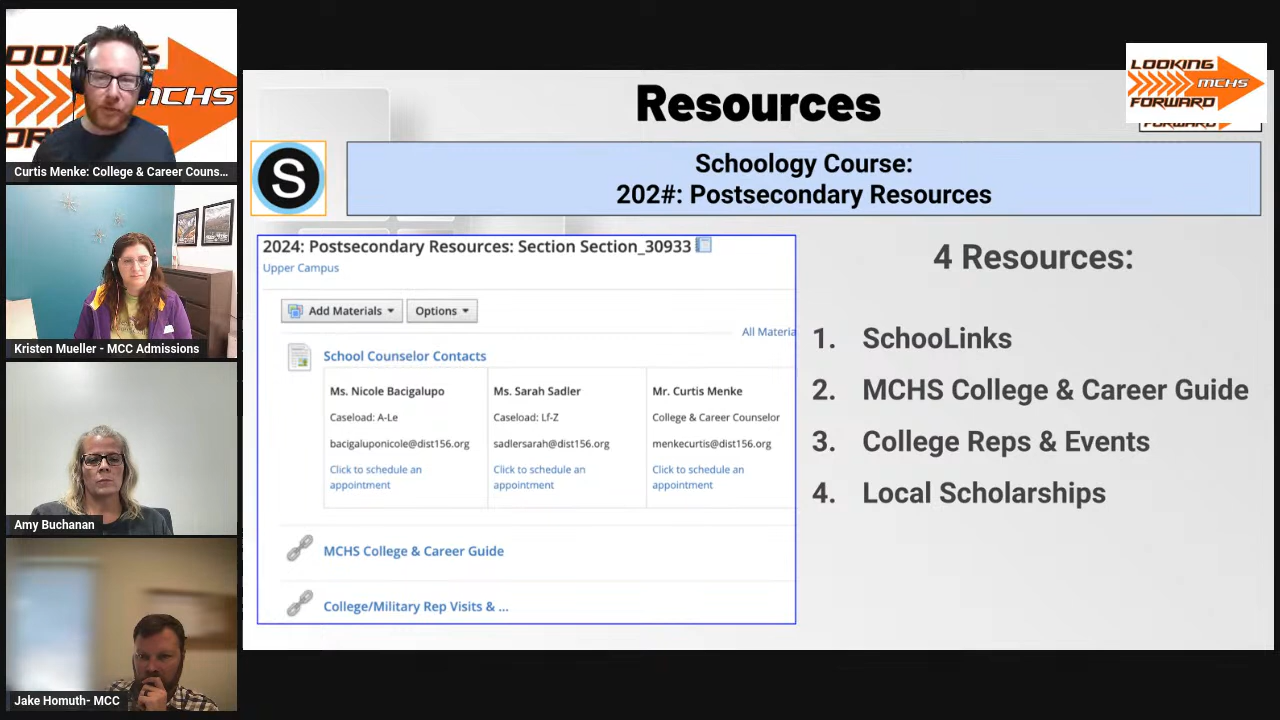 LOOKING
MCHS
FORWARD
Curtis Menke: College & Career Couns...
Kristen Mueller - MCC Admissions
Amy Buchanan
Jake Homuth- MCC
LOOKING
MCHS
FORWARD
FORWARD
Resources
S
Schoology Course:
202#: Postsecondary Resources
2024: Postsecondary Resources: Section Section_30933
Upper Campus
Add Materials Options
All Materia
School Counselor Contacts
Ms. Nicole Bacigalupo Ms. Sarah Sadler Mr. Curtis Menke
Caseload: A-Le Caseload: Lf-Z College & Career Counselor
bacigaluponicole@dist156.org sadlersarah@dist156.org menkecurtis@dist156.org
Click to schedule an Click to schedule an Click to schedule an
appointment appointment appointment
MCHS College & Career Guide
College/Military Rep Visits & ...
4 Resources:
1. SchooLinks
2. MCHS College & Career Guide
3. College Reps & Events
4. Local Scholarships